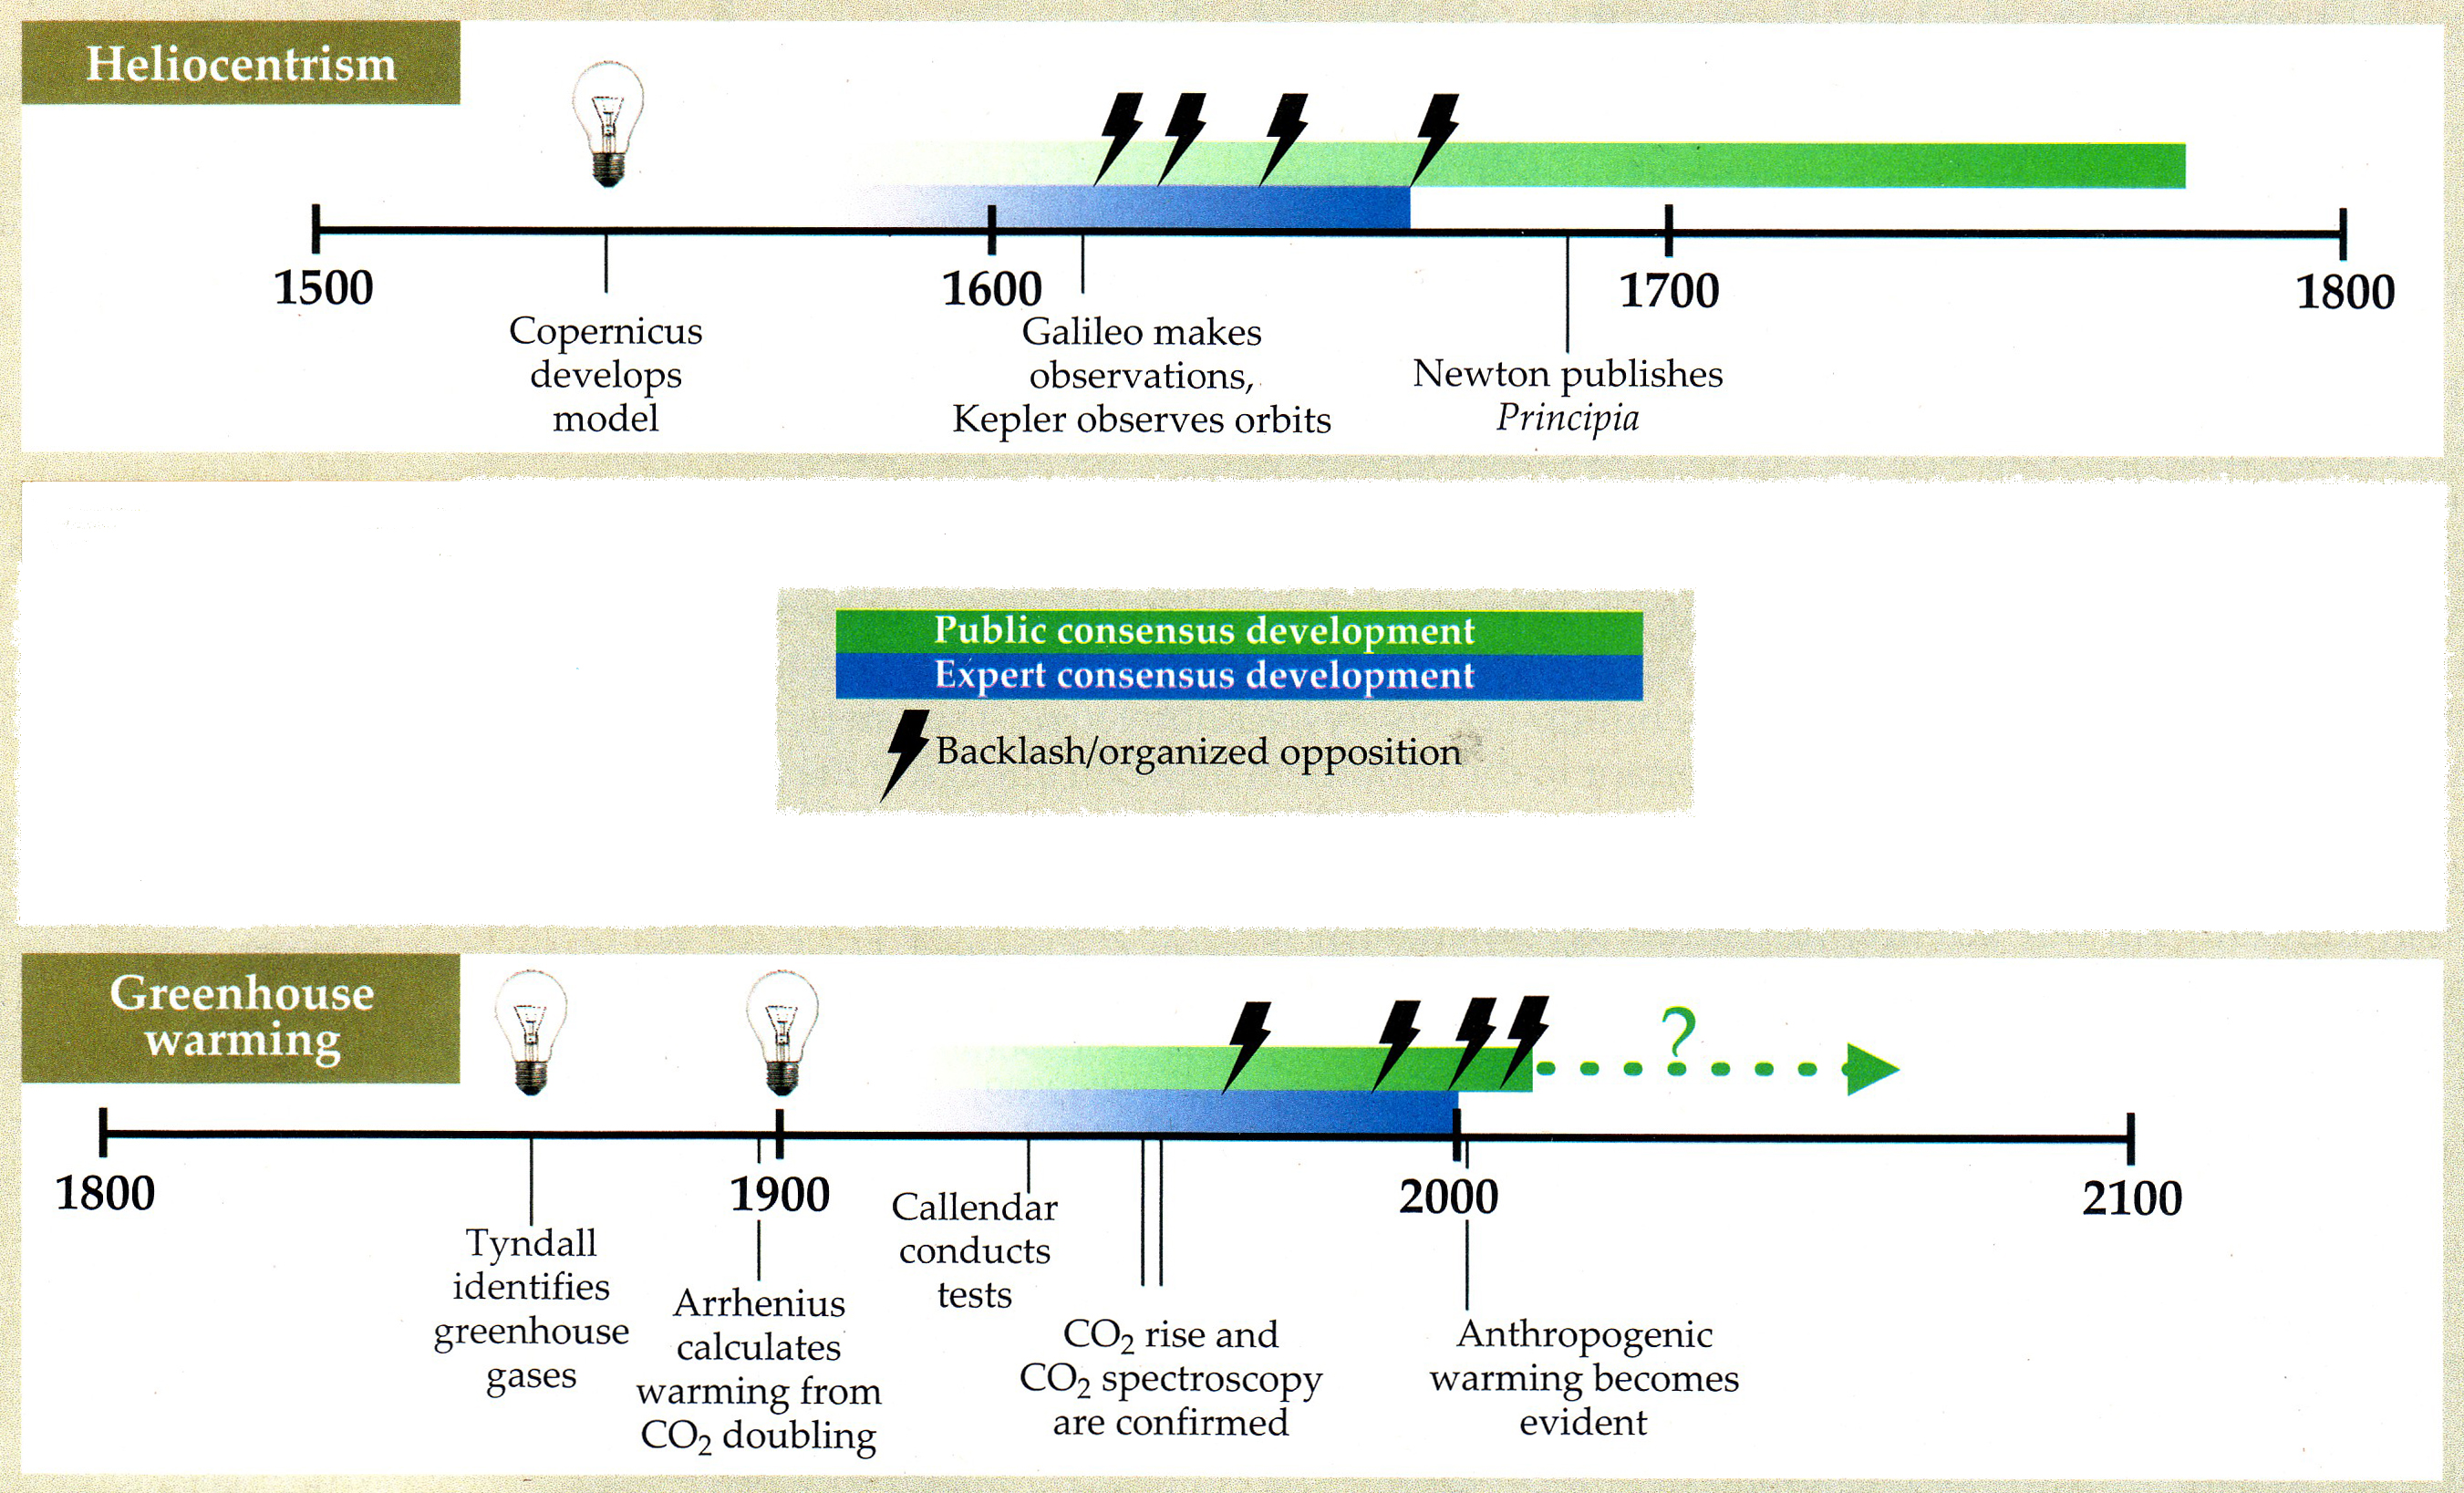 Heliocentrism
1500
1600
1700
1800
Copernicus
develops
model
Galileo makes
observations,
Kepler observes orbits
Newton publishes
Principia
Public consensus development
Expert consensus development
Backlash/organized opposition
Greenhouse
warming
?
1800
1900
2000
2100
Tyndall
identifies
greenhouse
gases
Arrhenius
calculates
warming from
CO₂ doubling
Callendar
conducts
tests
CO₂ rise and
CO₂ spectroscopy
are confirmed
Anthropogenic
warming becomes
evident